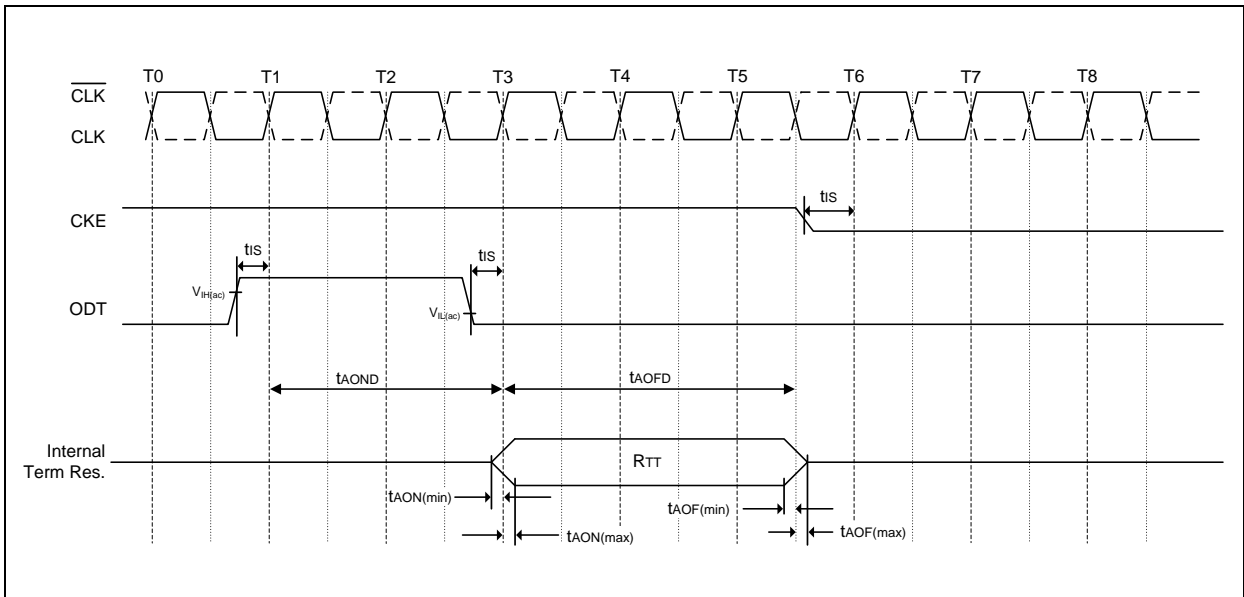 T0 T1 T2 T3 T4 T5 T6 T7 T8
CLK
CLK
CKE
tIS
tIS
tIS
VIH(ac)
ODT
VIL(ac)
tAOND
tAOFD
Internal
Term Res.
RTT
tAON(min)
tAOF(min)
tAON(max)
tAOF(max)